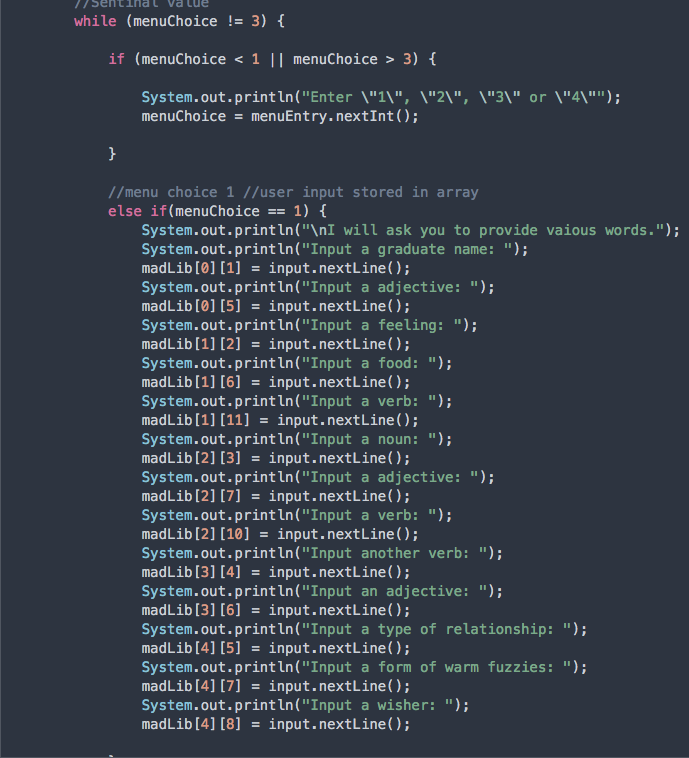 //Sentinal value
while (menuChoice != 3) {
if (menuChoice < 1 || menuChoice > 3) {
System.out.println("Enter \"1\", \"2\", \"3\" or \"4\"");
menuChoice = menuEntry.nextInt();
}
//menu choice 1 //user input stored in array
else if(menuChoice == 1) {
System.out.println("\nI will ask you to provide vaious words.");
System.out.println("Input a graduate name: ");
madLib[0][1] = input.nextLine();
System.out.println("Input a adjective: ");
madLib[0][5] = input.nextLine();
System.out.println("Input a feeling: ");
madLib[1][2] = input.nextLine();
System.out.println("Input a food: ");
madLib[1][6] = input.nextLine();
System.out.println("Input a verb: ");
madLib[1][11] = input.nextLine();
System.out.println("Input a noun: ");
madLib[2][3] = input.nextLine();
System.out.println("Input a adjective: ");
madLib[2][7] = input.nextLine();
System.out.println("Input a verb: ");
madLib[2][10] = input.nextLine();
System.out.println("Input another verb: ");
madLib[3][4] = input.nextLine();
System.out.println("Input an adjective: ");
madLib[3][6] = input.nextLine();
System.out.println("Input a type of relationship: ");
madLib[4][5] = input.nextLine();
System.out.println("Input a form of warm fuzzies: ");
madLib[4][7] = input.nextLine();
System.out.println("Input a wisher: ");
madLib[4][8] = input.nextLine();